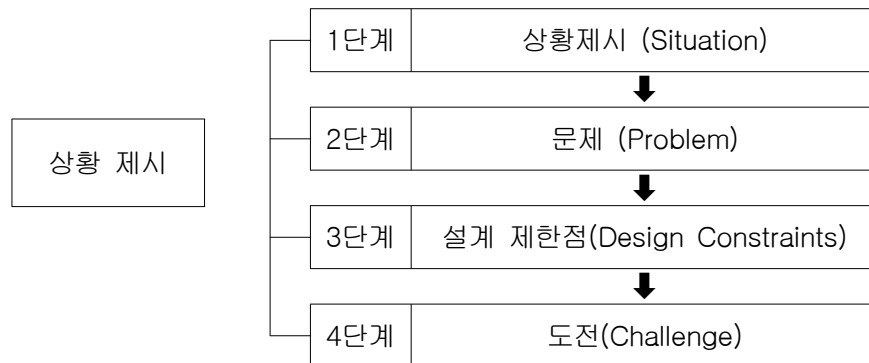 1단계 상황제시 (Situation)
2단계 문제 (Problem)
상황 제시
3단계 설계 제한점(Design Constraints)
4단계 도전(Challenge)